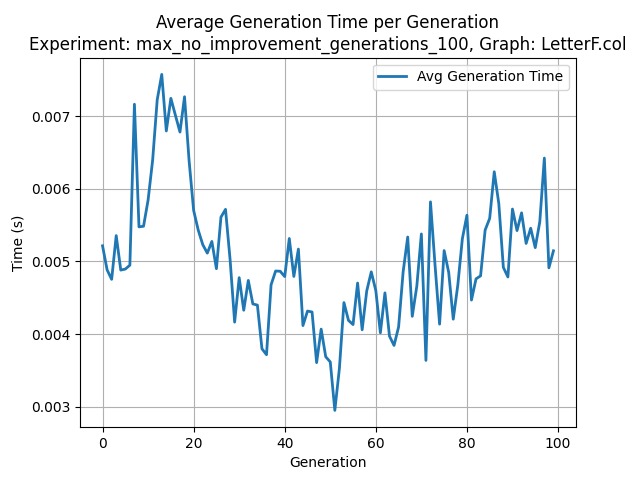 Average Generation Time per Generation
Experiment: max_no_improvement_generations_100, Graph: LetterF.col
Avg Generation Time
0.007
0.006
0.005
0.004
0.003
Time (s)
0 20 40 60 80 100
Generation